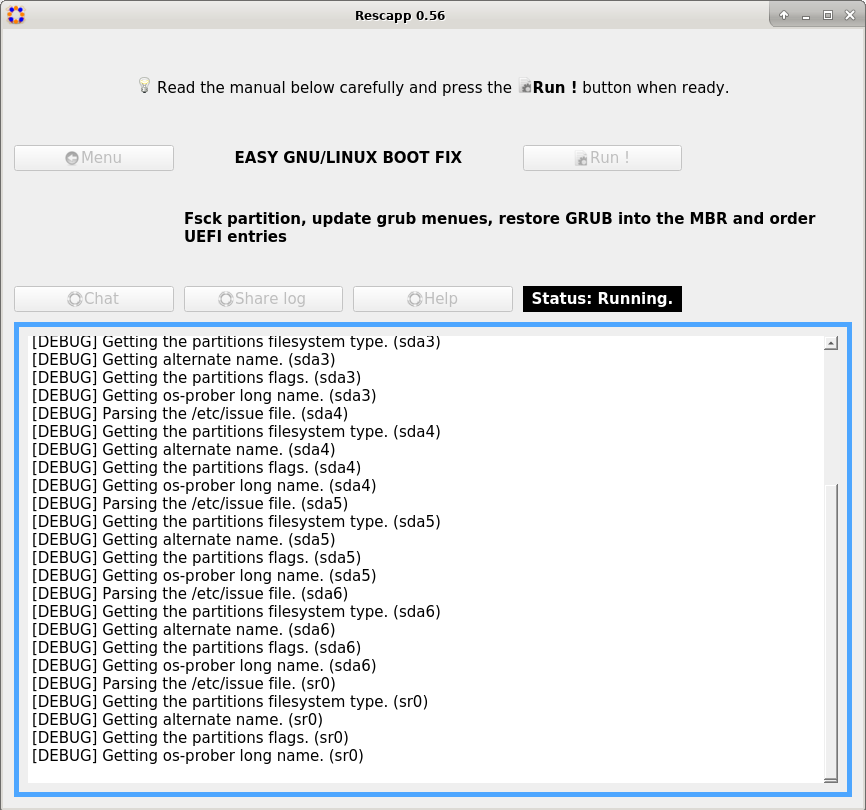 Rescapp 0.56
Read the manual below carefully and press the Run ! button when ready.
Menu
EASY GNU/LINUX BOOT FIX
Run !
Fsck partition, update grub menues, restore GRUB into the MBR and order
UEFI entries
Chat
Share log
Help
Status: Running.
[DEBUG] Getting the partitions filesystem type. (sda3)
[DEBUG] Getting alternate name. (sda3)
[DEBUG] Getting the partitions flags. (sda3)
[DEBUG] Getting os-prober long name. (sda3)
[DEBUG] Parsing the /etc/issue file. (sda4)
[DEBUG] Getting the partitions filesystem type. (sda4)
[DEBUG] Getting alternate name. (sda4)
[DEBUG] Getting the partitions flags. (sda4)
[DEBUG] Getting os-prober long name. (sda4)
[DEBUG] Parsing the /etc/issue file. (sda5)
[DEBUG] Getting the partitions filesystem type. (sda5)
[DEBUG] Getting alternate name. (sda5)
[DEBUG] Getting the partitions flags. (sda5)
[DEBUG] Getting os-prober long name. (sda5)
[DEBUG] Parsing the /etc/issue file. (sda6)
[DEBUG] Getting the partitions filesystem type. (sda6)
[DEBUG] Getting alternate name. (sda6)
[DEBUG] Getting the partitions flags. (sda6)
[DEBUG] Getting os-prober long name. (sda6)
[DEBUG] Parsing the /etc/issue file. (sr0)
[DEBUG] Getting the partitions filesystem type. (sr0)
[DEBUG] Getting alternate name. (sr0)
[DEBUG] Getting the partitions flags. (sr0)
[DEBUG] Getting os-prober long name. (sr0)